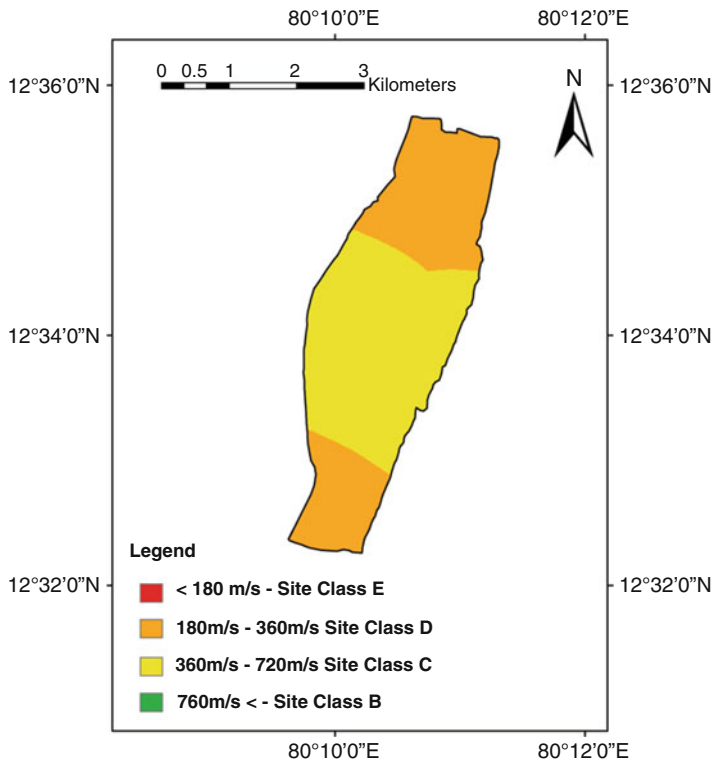 80°10’0”E 80°12’0”E
12°36’0”N 12°36’0”N
0 0.5 1 2 3
Kilometers
N
12°34’0”N 12°34’0”N
Legend
12°32’0”N 12°32’0”N
< 180 m/s - Site Class E
180m/s - 360m/s Site Class D
360m/s - 720m/s Site Class C
760m/s < - Site Class B
80°10’0”E 80°12’0”E